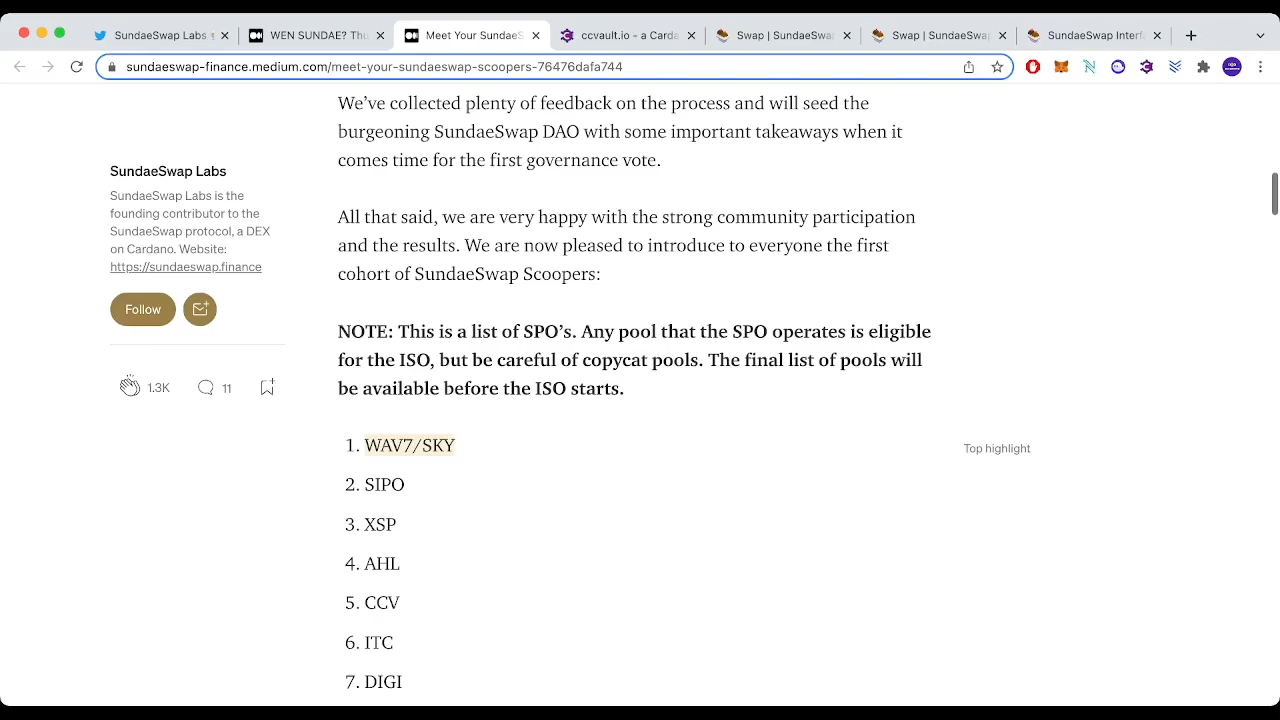 SundaeSwap Labs
WEN SUNDAE? Thu
Meet Your SundaeS
ccvault.io - a Carda
Swap | SundaeSwa
Swap | SundaeSwa
SundaeSwap Interf
sundaeswap-finance.medium.com/meet-your-sundaeswap-scoopers-76476dafa744
We’ve collected plenty of feedback on the process and will seed the
burgeoning SundaeSwap DAO with some important takeaways when it
comes time for the first governance vote.
SundaeSwap Labs
SundaeSwap Labs is the
founding contributor to the
SundaeSwap protocol, a DEX
on Cardano. Website:
https://sundaeswap.finance
Follow
1.3K
11
All that said, we are very happy with the strong community participation
and the results. We are now pleased to introduce to everyone the first
cohort of SundaeSwap Scoopers:
NOTE: This is a list of SPO’s. Any pool that the SPO operates is eligible
for the ISO, but be careful of copycat pools. The final list of pools will
be available before the ISO starts.
1. WAV7/SKY
Top highlight
2. SIPO
3. XSP
4. AHL
5. CCV
6. ITC
7. DIGI